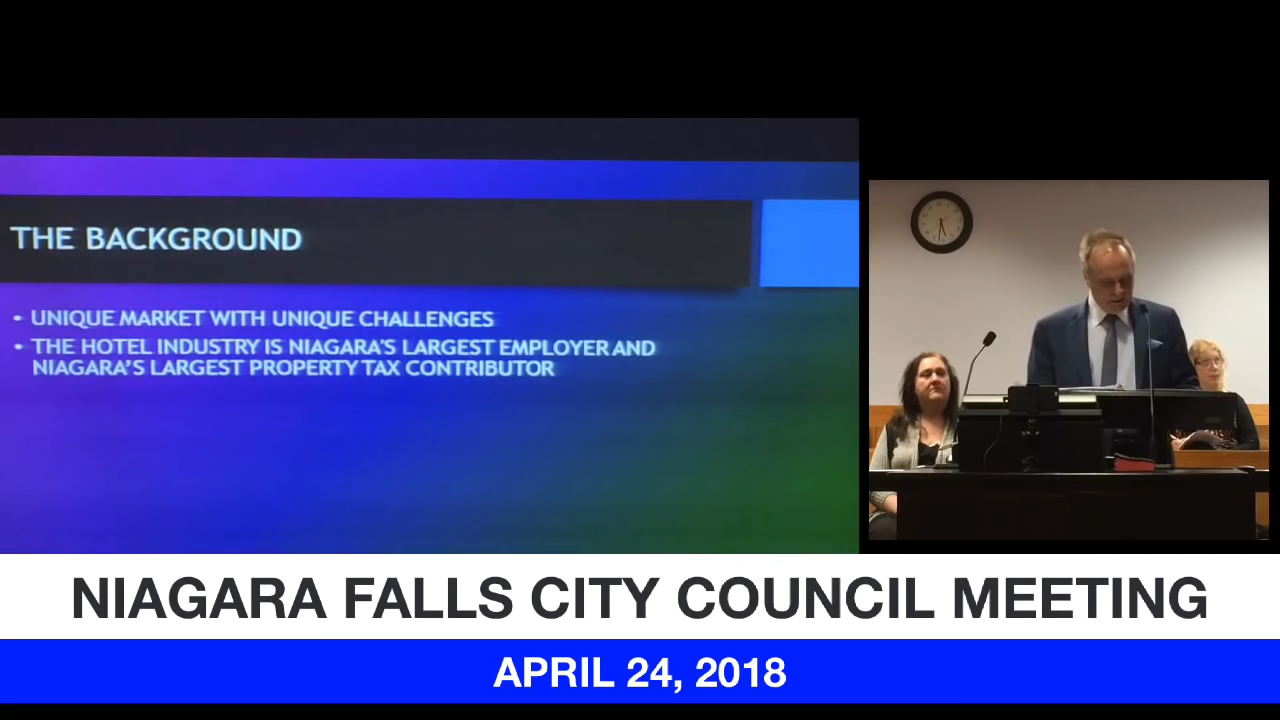 THE BACKGROUND
• UNIQUE MARKET WITH UNIQUE CHALLENGES
• THE HOTEL INDUSTRY IS NIAGARA'S LARGEST EMPLOYER AND
NIAGARA'S LARGEST PROPERTY TAX CONTRIBUTOR
NIAGARA FALLS CITY COUNCIL MEETING
APRIL 24, 2018